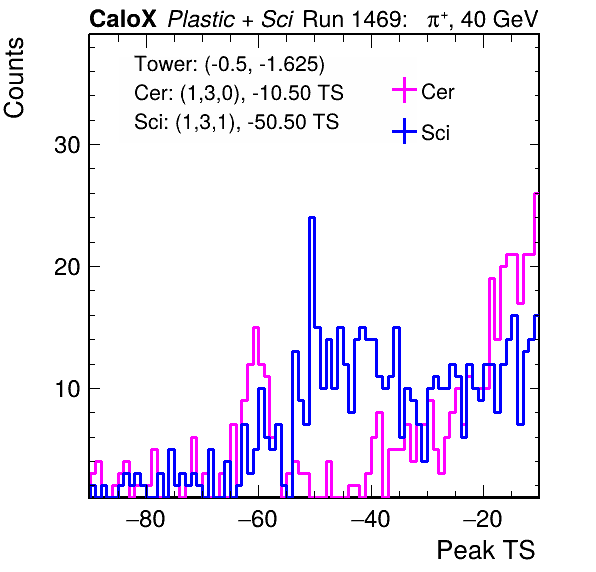 CaloX Plastic + Sci Run 1469: π⁺, 40 GeV
Tower: (-0.5, -1.625)
Cer: (1,3,0), -10.50 TS
Sci: (1,3,1), -50.50 TS
Cer
Sci
Counts
30
20
10
−80 −60 −40 −20
Peak TS